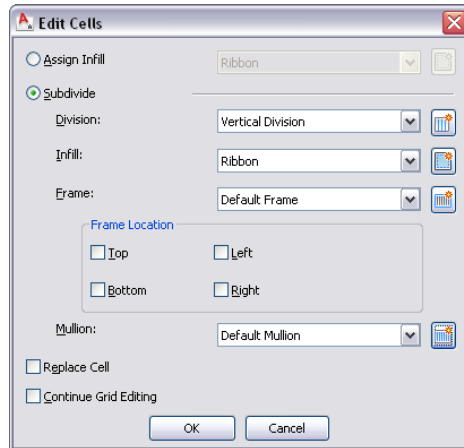 Edit Cells
Assign Infill Ribbon
Subdivide
Division: Vertical Division
Infill: Ribbon
Frame: Default Frame
Frame Location
Top Left
Bottom Right
Mullion: Default Mullion
Replace Cell
Continue Grid Editing
OK Cancel